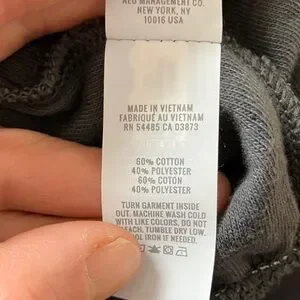 AEO MANAGEMENT CO.
NEW YORK, NY
10016 USA
MADE IN VIETNAM
FABRIQUÉ AU VIETNAM
RN 54485 CA 03873
60% COTTON
40% POLYESTER
60% COTTON
40% POLYESTER
TURN GARMENT INSIDE
OUT. MACHINE WASH COLD
WITH LIKE COLORS, DO NOT
BLEACH, TUMBLE DRY LOW,
COOL IRON IF NEEDED.